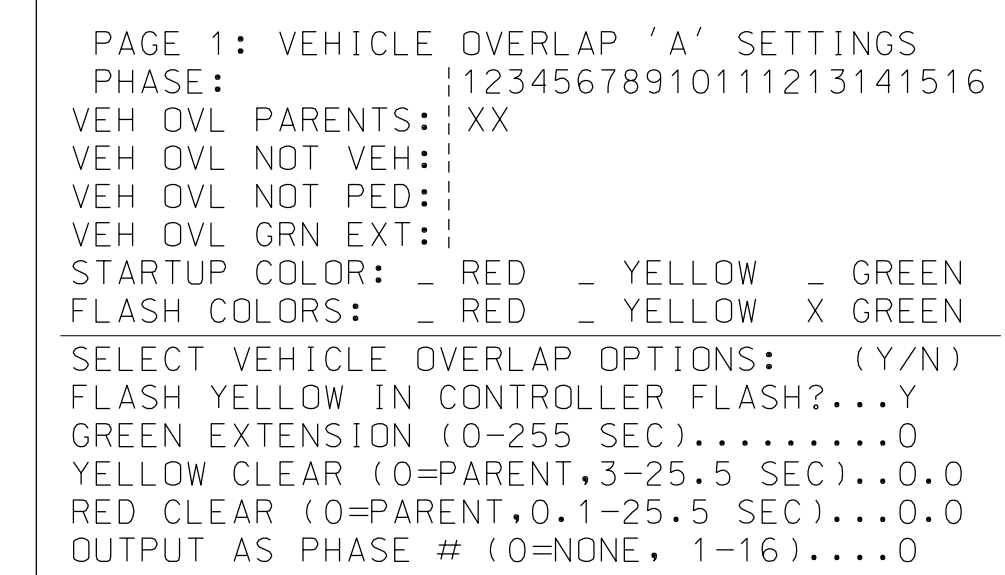 PAGE 1: VEHICLE OVERLAP 'A' SETTINGS
PHASE: |12345678910111213141516
VEH OVL PARENTS:|XX
VEH OVL NOT VEH:|
VEH OVL NOT PED:|
VEH OVL GRN EXT:|
STARTUP COLOR: _ RED _ YELLOW _ GREEN
FLASH COLORS: _ RED _ YELLOW X GREEN
SELECT VEHICLE OVERLAP OPTIONS: (Y/N)
FLASH YELLOW IN CONTROLLER FLASH?...Y
GREEN EXTENSION (0-255 SEC).........0
YELLOW CLEAR (0=PARENT,3-25.5 SEC)..0.0
RED CLEAR (0=PARENT,0.1-25.5 SEC)...0.0
OUTPUT AS PHASE # (0=NONE, 1-16)....0